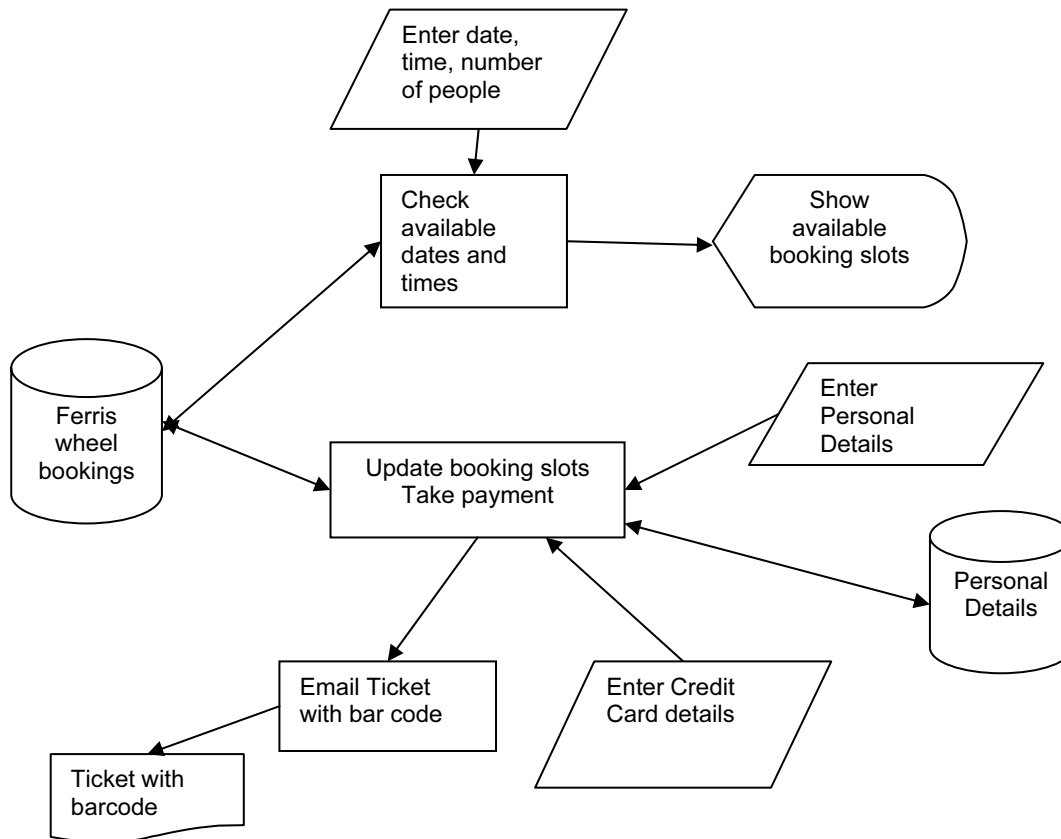 Enter date,
time, number
of people
Check
available
dates and
times
Show
available
booking slots
Ferris
wheel
bookings
Enter
Personal
Details
Update booking slots
Take payment
Personal
Details
Email Ticket
with bar code
Enter Credit
Card details
Ticket with
barcode